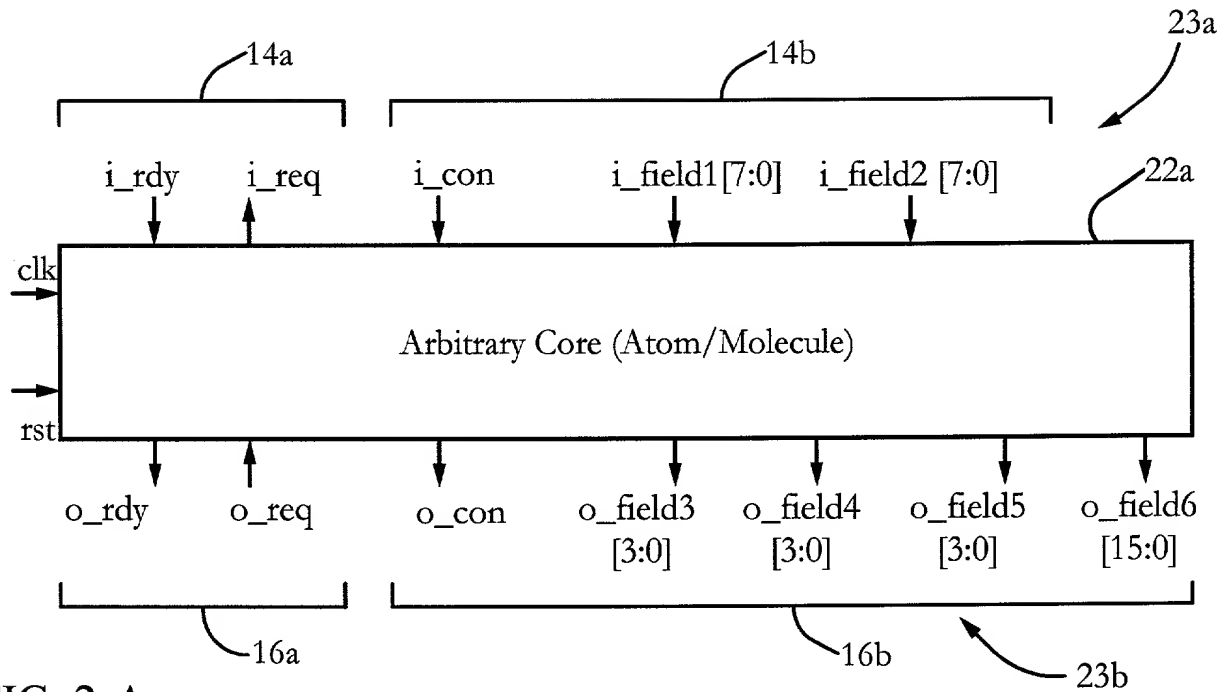 23a
14a
14b
i_rdy
i_req
i_con
i_field1[7:0]
i_field2 [7:0]
22a
clk
Arbitrary Core (Atom/Molecule)
rst
o_rdy
o_req
o_con
o_field3
[3:0]
o_field4
[3:0]
o_field5
[3:0]
o_field6
[15:0]
16a
16b
23b